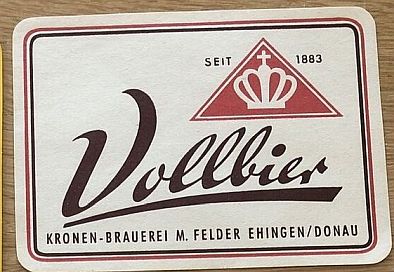 SEIT 1883
Vollbier
KRONEN-BRAUEREI M. FELDER EHINGEN/DONAU